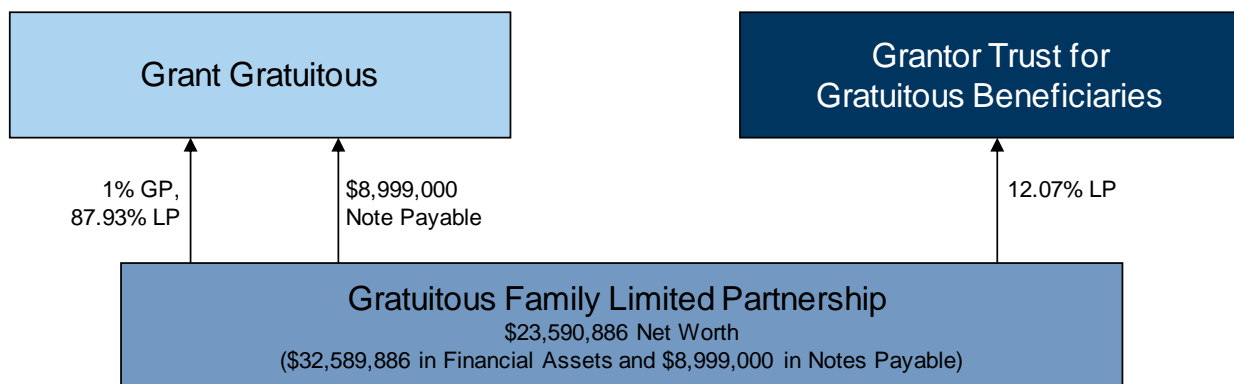 Grant Gratuitous
Grantor Trust for
Gratuitous Beneficiaries
1% GP,
87.93% LP
$8,999,000
Note Payable
12.07% LP
Gratuitous Family Limited Partnership
$23,590,886 Net Worth
($32,589,886 in Financial Assets and $8,999,000 in Notes Payable)